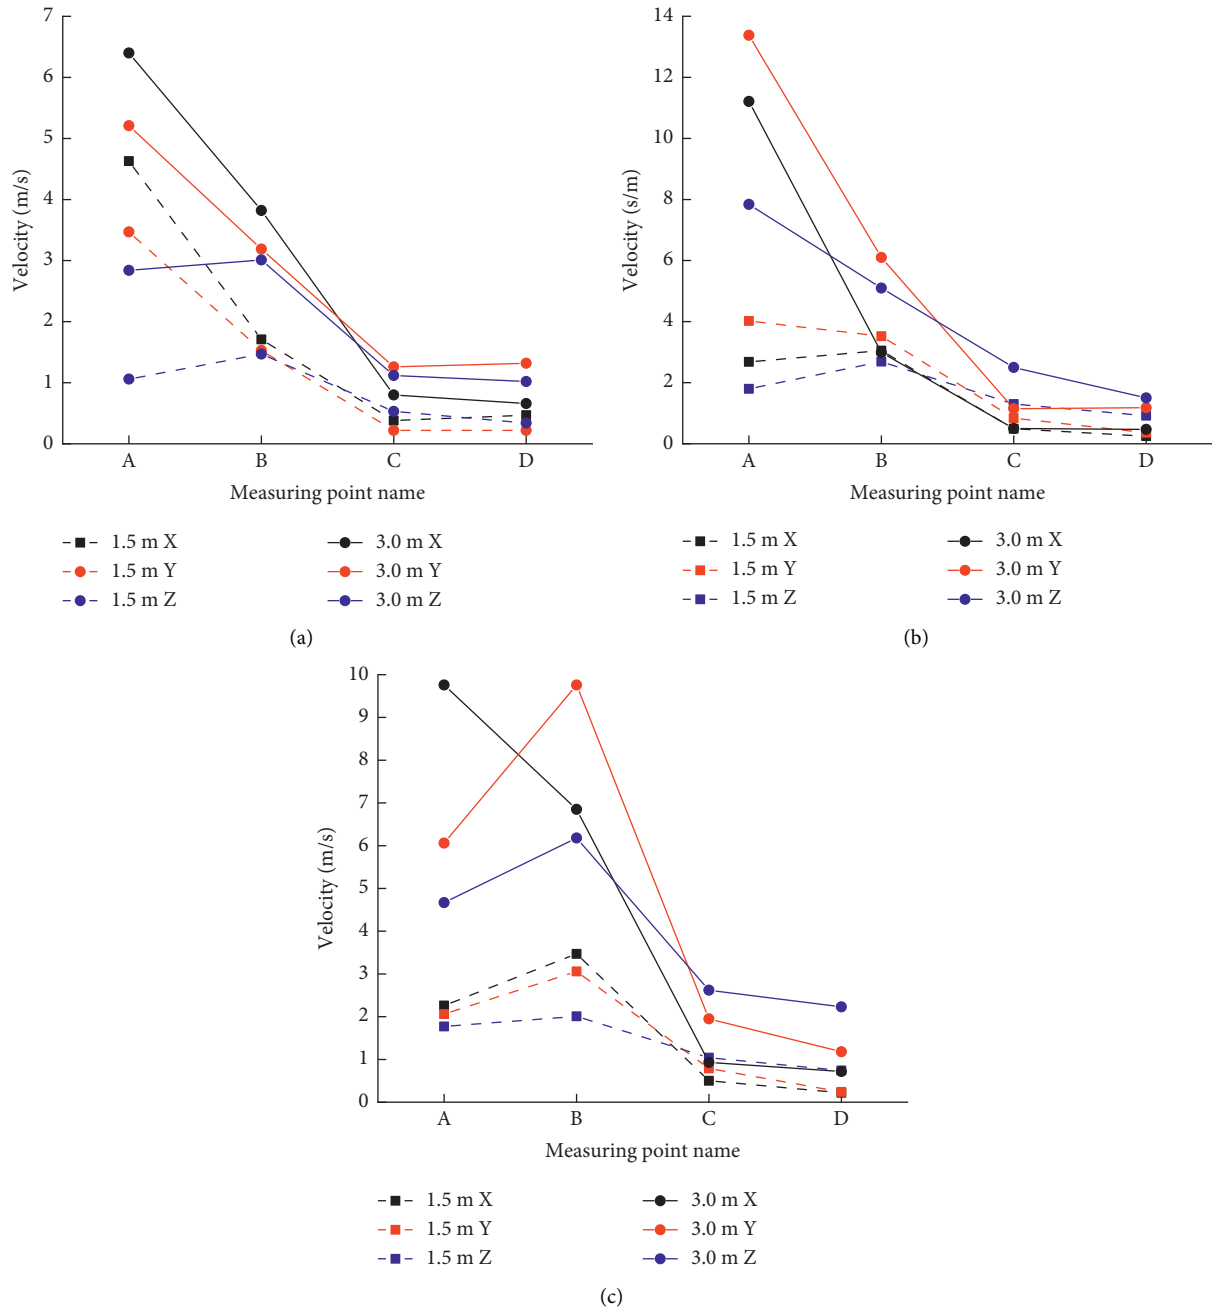 7
6
5
4
3
2
1
0
Velocity (m/s)
A B C D
Measuring point name
1.5 m X 3.0 m X
1.5 m Y 3.0 m Y
1.5 m Z 3.0 m Z
(a)
14
12
10
8
6
4
2
0
Velocity (s/m)
A B C D
Measuring point name
1.5 m X 3.0 m X
1.5 m Y 3.0 m Y
1.5 m Z 3.0 m Z
(b)
10
9
8
7
6
5
4
3
2
1
0
Velocity (m/s)
A B C D
Measuring point name
1.5 m X 3.0 m X
1.5 m Y 3.0 m Y
1.5 m Z 3.0 m Z
(c)